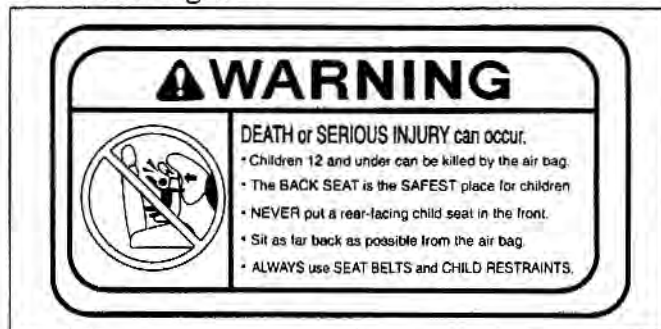 WARNING
DEATH or SERIOUS INJURY can occur.
• Children 12 and under can be killed by the air bag.
• The BACK SEAT is the SAFEST place for children
• NEVER put a rear-facing child seat in the front.
• Sit as far back as possible from the air bag.
• ALWAYS use SEAT BELTS and CHILD RESTRAINTS.